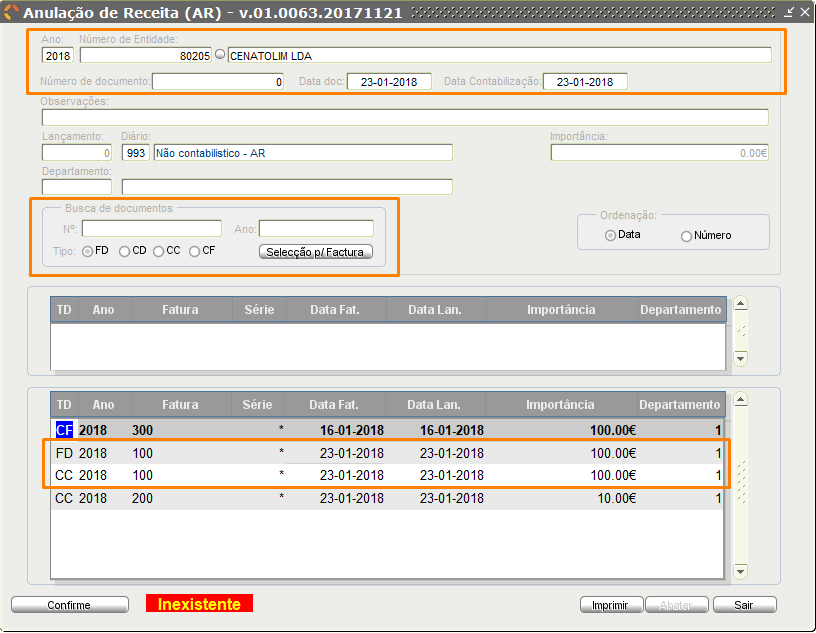 Anulação de Receita (AR) - v.01.0063.20171121
Ano: Número de Entidade:
2018 80205 CENATOLIM LDA
Número de documento: 0 Data doc: 23-01-2018 Data Contabilização: 23-01-2018
Observações:
Lançamento: Diário: Importância:
0 993 Não contabilistico - AR 0.00€
Departamento:
Busca de documentos
Nº: Ano:
Tipo: FD CD CC CF Selecção p/ Factura
Ordenação:
Data Número
TD Ano Fatura Série Data Fat. Data Lan. Importância Departamento
TD Ano Fatura Série Data Fat. Data Lan. Importância Departamento
CF 2018 300 * 16-01-2018 16-01-2018 100.00€ 1
FD 2018 100 * 23-01-2018 23-01-2018 100.00€ 1
CC 2018 100 * 23-01-2018 23-01-2018 100.00€ 1
CC 2018 200 * 23-01-2018 23-01-2018 10.00€ 1
Confirme Inexistente Imprimir Abater Sair